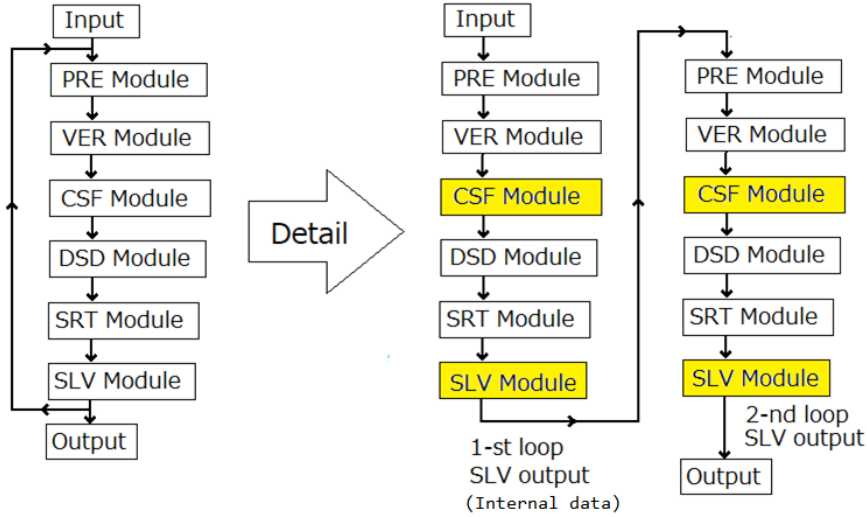 Input
PRE Module
VER Module
CSF Module
DSD Module
SRT Module
SLV Module
Output
Detail
Input
PRE Module
VER Module
CSF Module
DSD Module
SRT Module
SLV Module
1-st loop
SLV output
(Internal data)
PRE Module
VER Module
CSF Module
DSD Module
SRT Module
SLV Module
2-nd loop
SLV output
Output